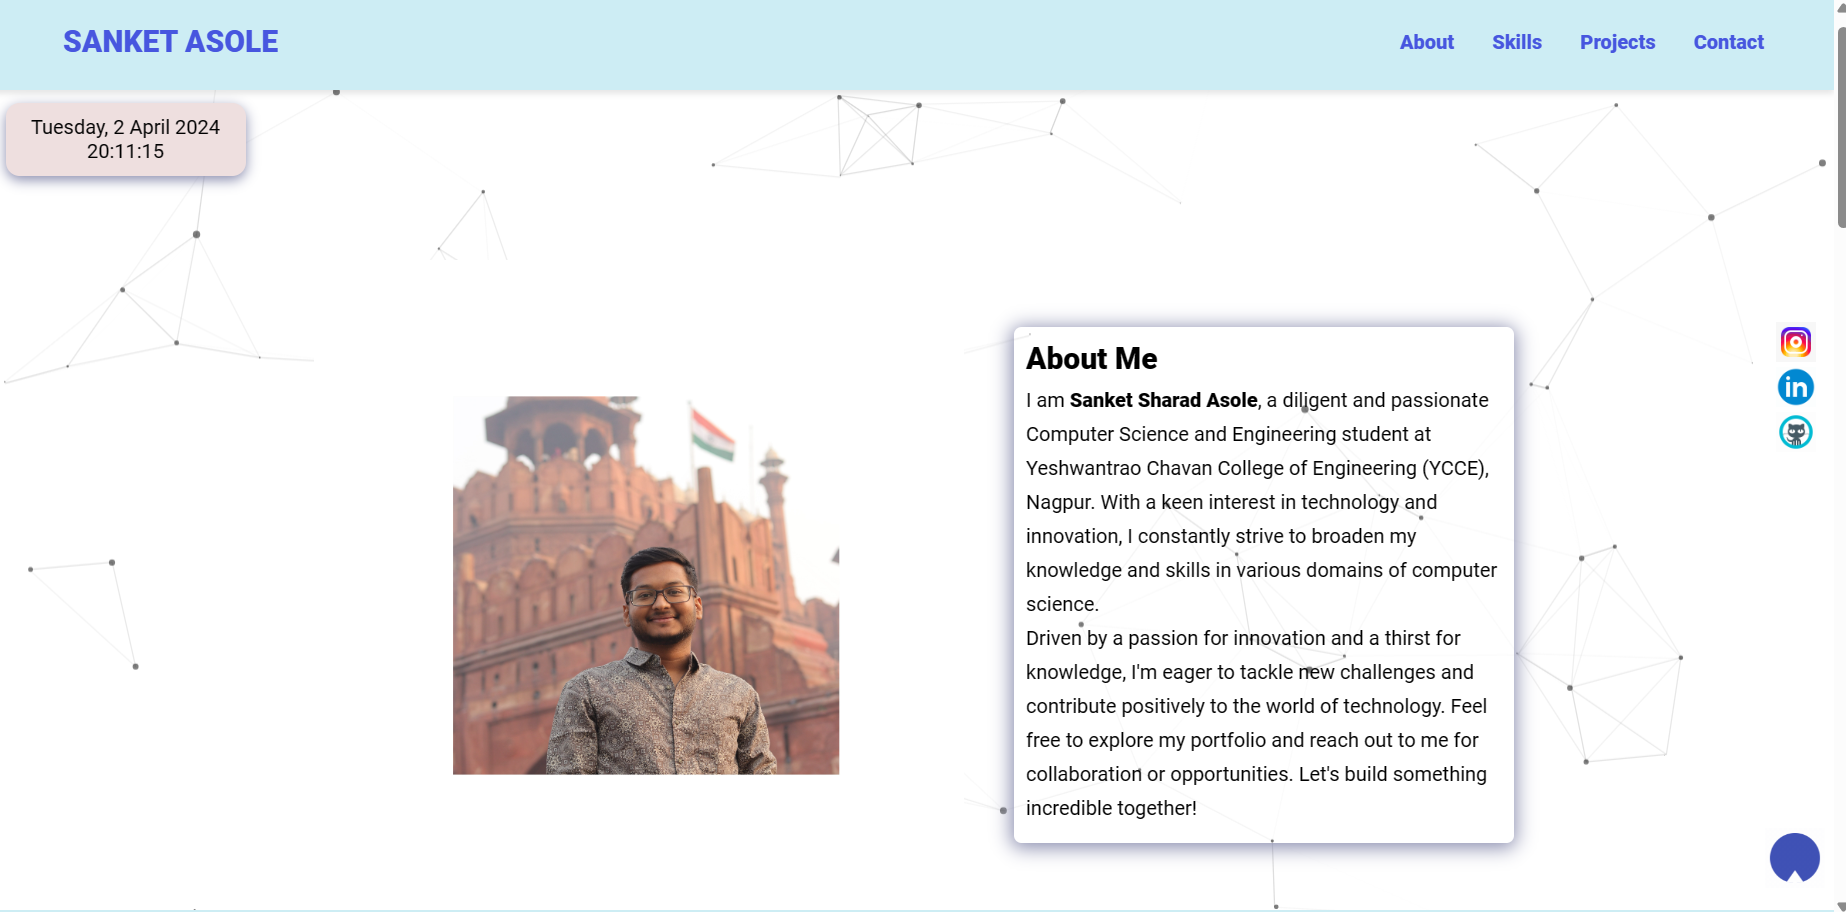 SANKET ASOLE
About
Skills
Projects
Contact
Tuesday, 2 April 2024
20:11:15
About Me
I am Sanket Sharad Asole, a diligent and passionate
Computer Science and Engineering student at
Yeshwantrao Chavan College of Engineering (YCCE),
Nagpur. With a keen interest in technology and
innovation, I constantly strive to broaden my
knowledge and skills in various domains of computer
science.
Driven by a passion for innovation and a thirst for
knowledge, I'm eager to tackle new challenges and
contribute positively to the world of technology. Feel
free to explore my portfolio and reach out to me for
collaboration or opportunities. Let's build something
incredible together!
in